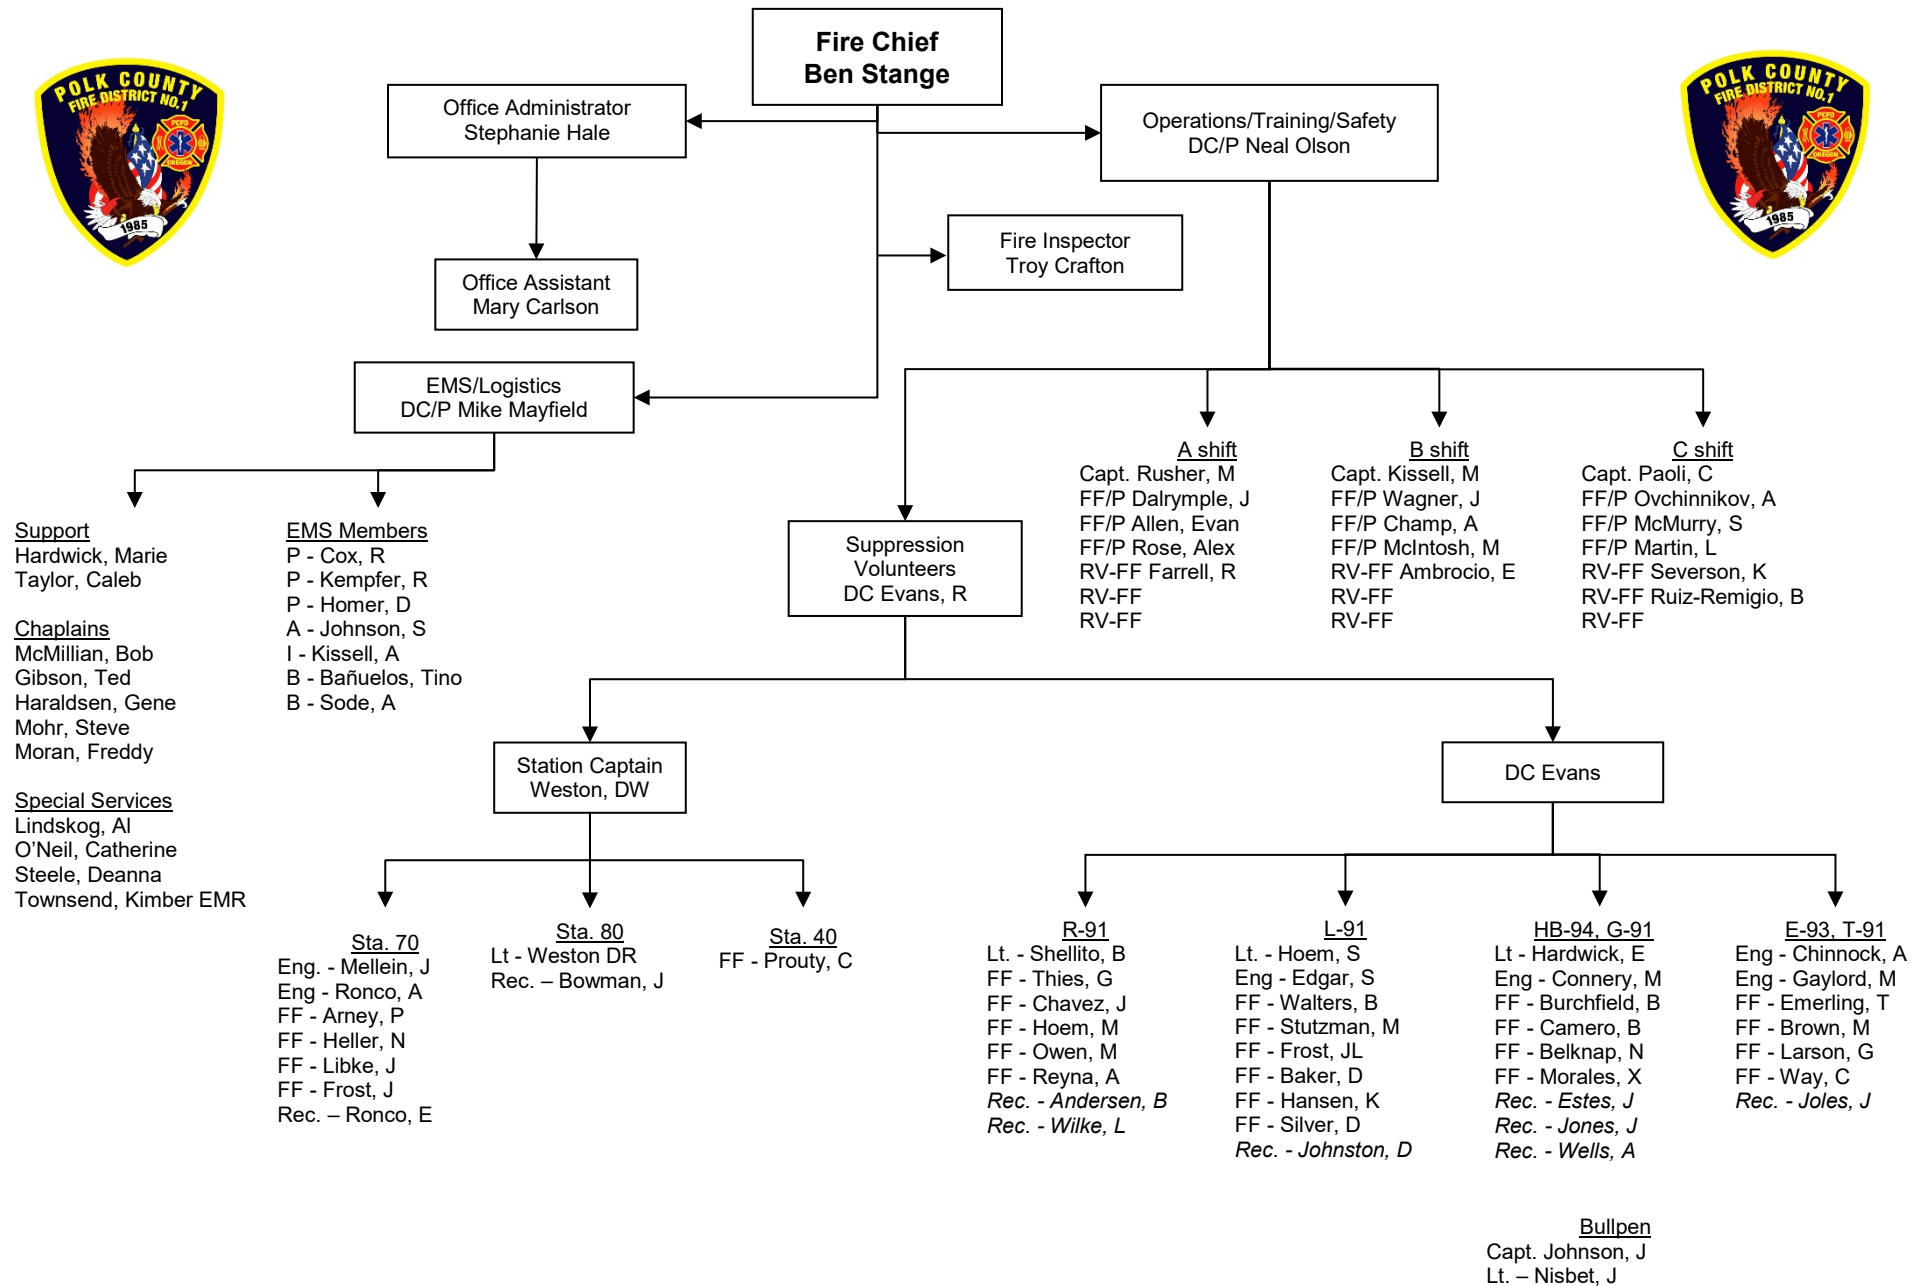 Fire Chief
Ben Stange
POLK COUNTY
FIRE DISTRICT NO.1
PCFD
OREGON
1985
POLK COUNTY
FIRE DISTRICT NO.1
PCFD
OREGON
1985
Office Administrator
Stephanie Hale
Operations/Training/Safety
DC/P Neal Olson
Fire Inspector
Troy Crafton
Office Assistant
Mary Carlson
EMS/Logistics
DC/P Mike Mayfield
Support
Hardwick, Marie
Taylor, Caleb
Chaplains
McMillian, Bob
Gibson, Ted
Haraldsen, Gene
Mohr, Steve
Moran, Freddy
Special Services
Lindskog, Al
O’Neil, Catherine
Steele, Deanna
Townsend, Kimber EMR
EMS Members
P - Cox, R
P - Kempfer, R
P - Homer, D
A - Johnson, S
I - Kissell, A
B - Bañuelos, Tino
B - Sode, A
Suppression
Volunteers
DC Evans, R
A shift
Capt. Rusher, M
FF/P Dalrymple, J
FF/P Allen, Evan
FF/P Rose, Alex
RV-FF Farrell, R
RV-FF
RV-FF
B shift
Capt. Kissell, M
FF/P Wagner, J
FF/P Champ, A
FF/P McIntosh, M
RV-FF Ambrocio, E
RV-FF
RV-FF
C shift
Capt. Paoli, C
FF/P Ovchinnikov, A
FF/P McMurry, S
FF/P Martin, L
RV-FF Severson, K
RV-FF Ruiz-Remigio, B
RV-FF
Station Captain
Weston, DW
DC Evans
Sta. 70
Eng. - Mellein, J
Eng - Ronco, A
FF - Arney, P
FF - Heller, N
FF - Libke, J
FF - Frost, J
Rec. – Ronco, E
Sta. 80
Lt - Weston DR
Rec. – Bowman, J
Sta. 40
FF - Prouty, C
R-91
Lt. - Shellito, B
FF - Thies, G
FF - Chavez, J
FF - Hoem, M
FF - Owen, M
FF - Reyna, A
Rec. - Andersen, B
Rec. - Wilke, L
L-91
Lt. - Hoem, S
Eng - Edgar, S
FF - Walters, B
FF - Stutzman, M
FF - Frost, JL
FF - Baker, D
FF - Hansen, K
FF - Silver, D
Rec. - Johnston, D
HB-94, G-91
Lt - Hardwick, E
Eng - Connery, M
FF - Burchfield, B
FF - Camero, B
FF - Belknap, N
FF - Morales, X
Rec. - Estes, J
Rec. - Jones, J
Rec. - Wells, A
E-93, T-91
Eng - Chinnock, A
Eng - Gaylord, M
FF - Emerling, T
FF - Brown, M
FF - Larson, G
FF - Way, C
Rec. - Joles, J
Bullpen
Capt. Johnson, J
Lt. – Nisbet, J